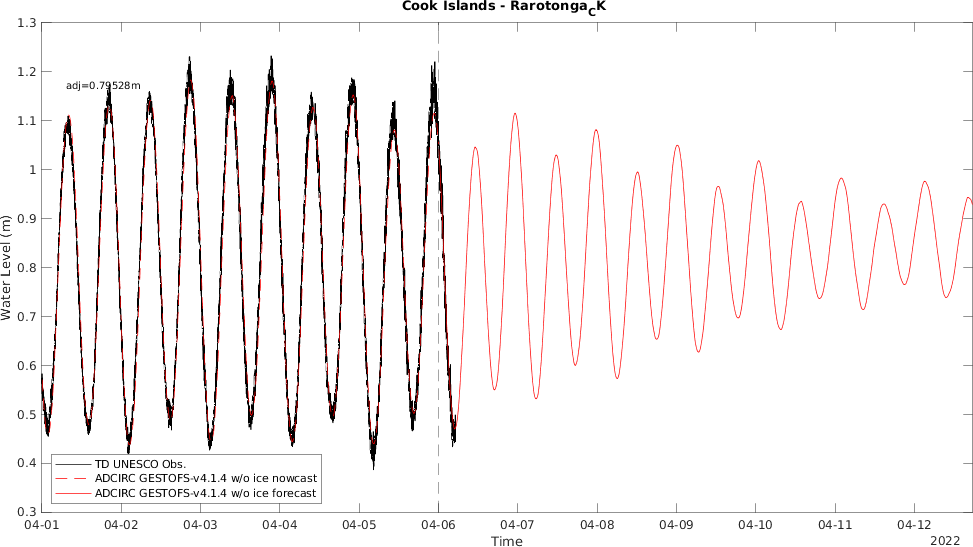 Cook Islands - Rarotonga_CK
1.3
1.2
adj=0.79528m
1.1
1
0.9
0.8
Water Level (m)
0.7
0.6
0.5
0.4
0.3
TD UNESCO Obs.
ADCIRC GESTOFS-v4.1.4 w/o ice nowcast
ADCIRC GESTOFS-v4.1.4 w/o ice forecast
04-01 04-02 04-03 04-04 04-05 04-06 04-07 04-08 04-09 04-10 04-11 04-12
Time
2022